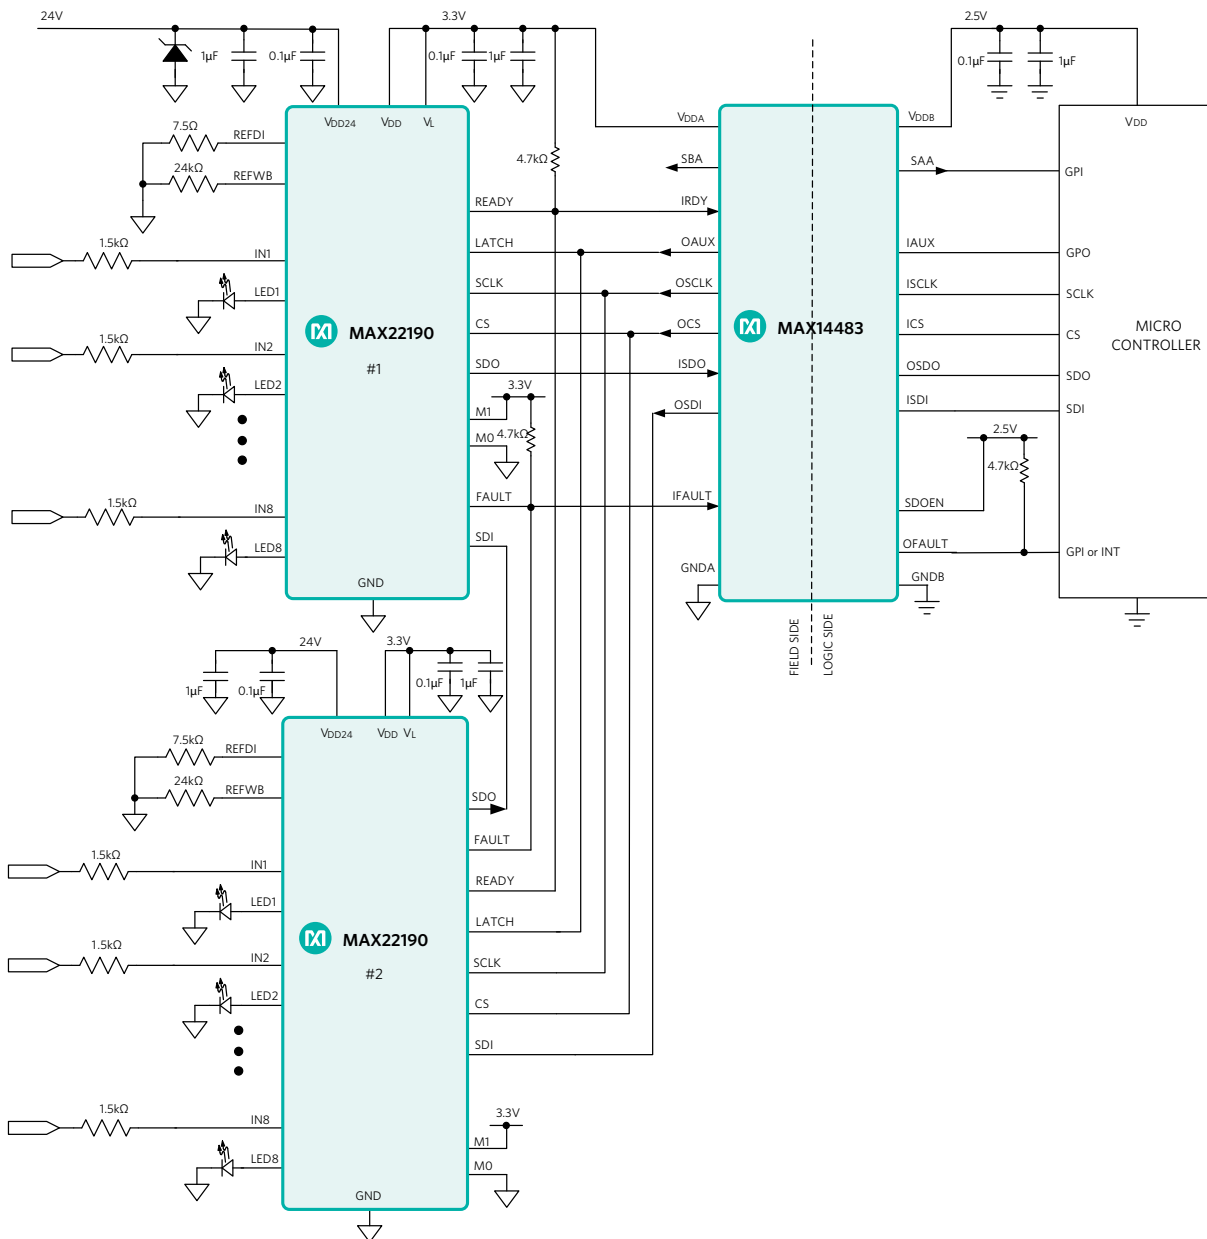 24V
3.3V
2.5V
1μF
0.1μF
0.1μF
1μF
0.1μF
1μF
VDD24
VDD
VL
7.5Ω
REFDI
24kΩ
REFWB
4.7kΩ
VDDA
VDDB
VDD
SBA
SAA
GPI
READY
IRDY
1.5kΩ
IN1
LATCH
OAUX
IAUX
GPO
LED1
SCLK
OSCLK
ISCLK
SCLK
MAX22190
#1
CS
OCS
MAX14483
ICS
CS
MICRO
CONTROLLER
1.5kΩ
IN2
SDO
ISDO
OSDO
SDO
LED2
3.3V
M1
OSDI
ISDI
SDI
M0
4.7kΩ
2.5V
4.7kΩ
1.5kΩ
IN8
FAULT
IFAULT
SDOEN
LED8
SDI
OFAULT
GPI or INT
GND
GNDA
GNDB
FIELD SIDE
LOGIC SIDE
24V
3.3V
1μF
0.1μF
0.1μF
1μF
VDD24
VDD
VL
7.5kΩ
REFDI
24kΩ
REFWB
SDO
FAULT
1.5kΩ
IN1
READY
LED1
LATCH
MAX22190
#2
1.5kΩ
IN2
SCLK
LED2
CS
SDI
1.5kΩ
IN8
3.3V
M1
LED8
M0
GND